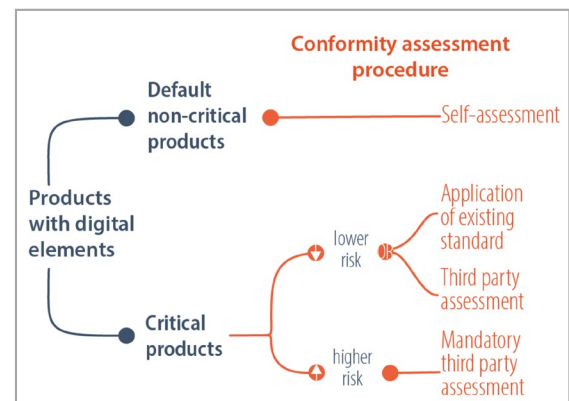 Conformity assessment
procedure
Default
non-critical
products
Self-assessment
Products
with digital
elements
Application
of existing
standard
lower
risk
Third party
assessment
Critical
products
higher
risk
Mandatory
third party
assessment